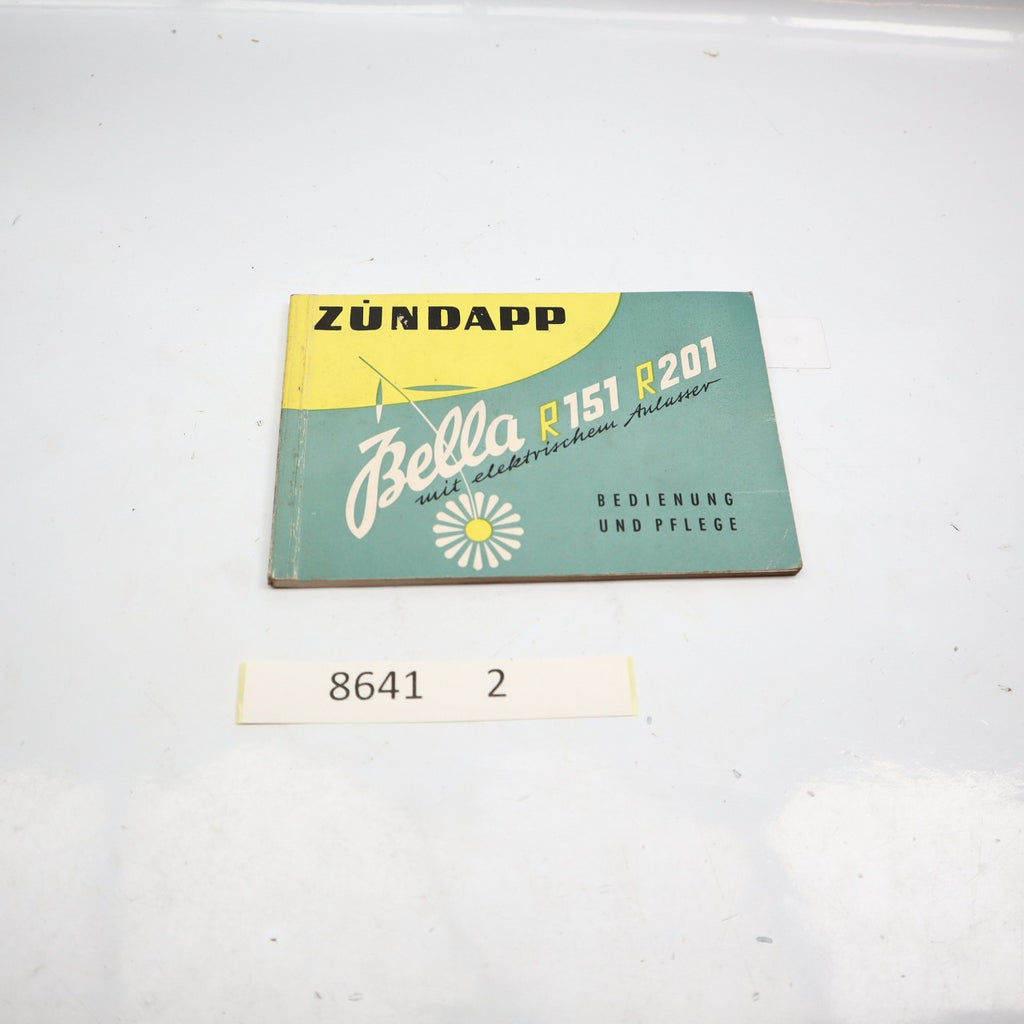 ZÜNDAPP
Bella R151 R201
mit elektrischem Anlasser
BEDIENUNG
UND PFLEGE
8641 2